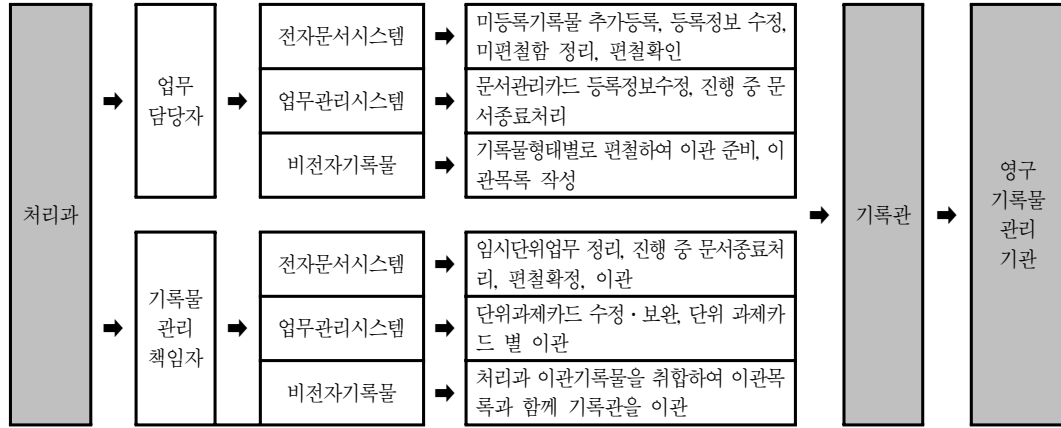 처리과
업무
담당자
전자문서시스템
미등록기록물 추가등록, 등록정보 수정,
미편철함 정리, 편철확인
업무관리시스템
문서관리카드 등록정보수정, 진행 중 문
서종료처리
비전자기록물
기록물형태별로 편철하여 이관 준비, 이
관목록 작성
기록물
관리
책임자
전자문서시스템
임시단위업무 정리, 진행 중 문서종료처
리, 편철확정, 이관
업무관리시스템
단위과제카드 수정·보완, 단위 과제카
드 별 이관
비전자기록물
처리과 이관기록물을 취합하여 이관목
록과 함께 기록관을 이관
기록관
영구
기록물
관리
기관